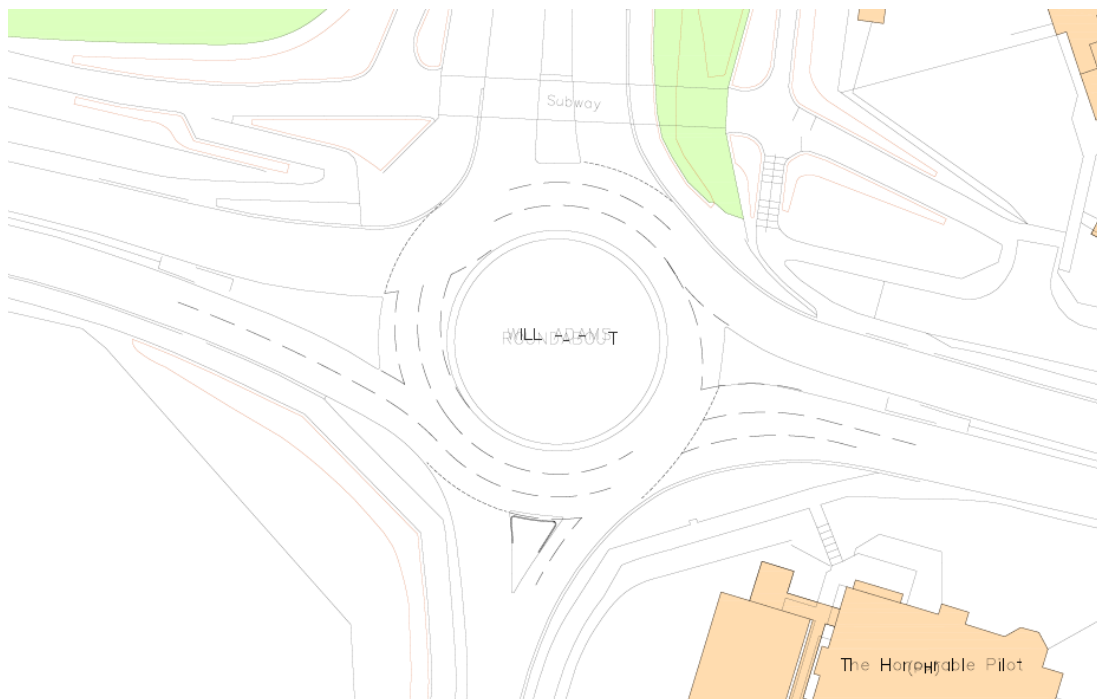 Subway
WILL ADAMS
ROUNDABOUT
The Honourable Pilot
(PH)